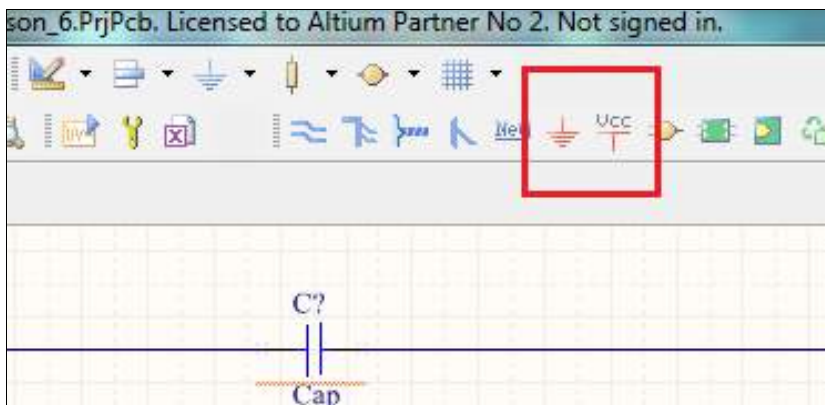 son_6.PrjPcb. Licensed to Altium Partner No 2. Not signed in.
Net
Vcc
C?
Cap